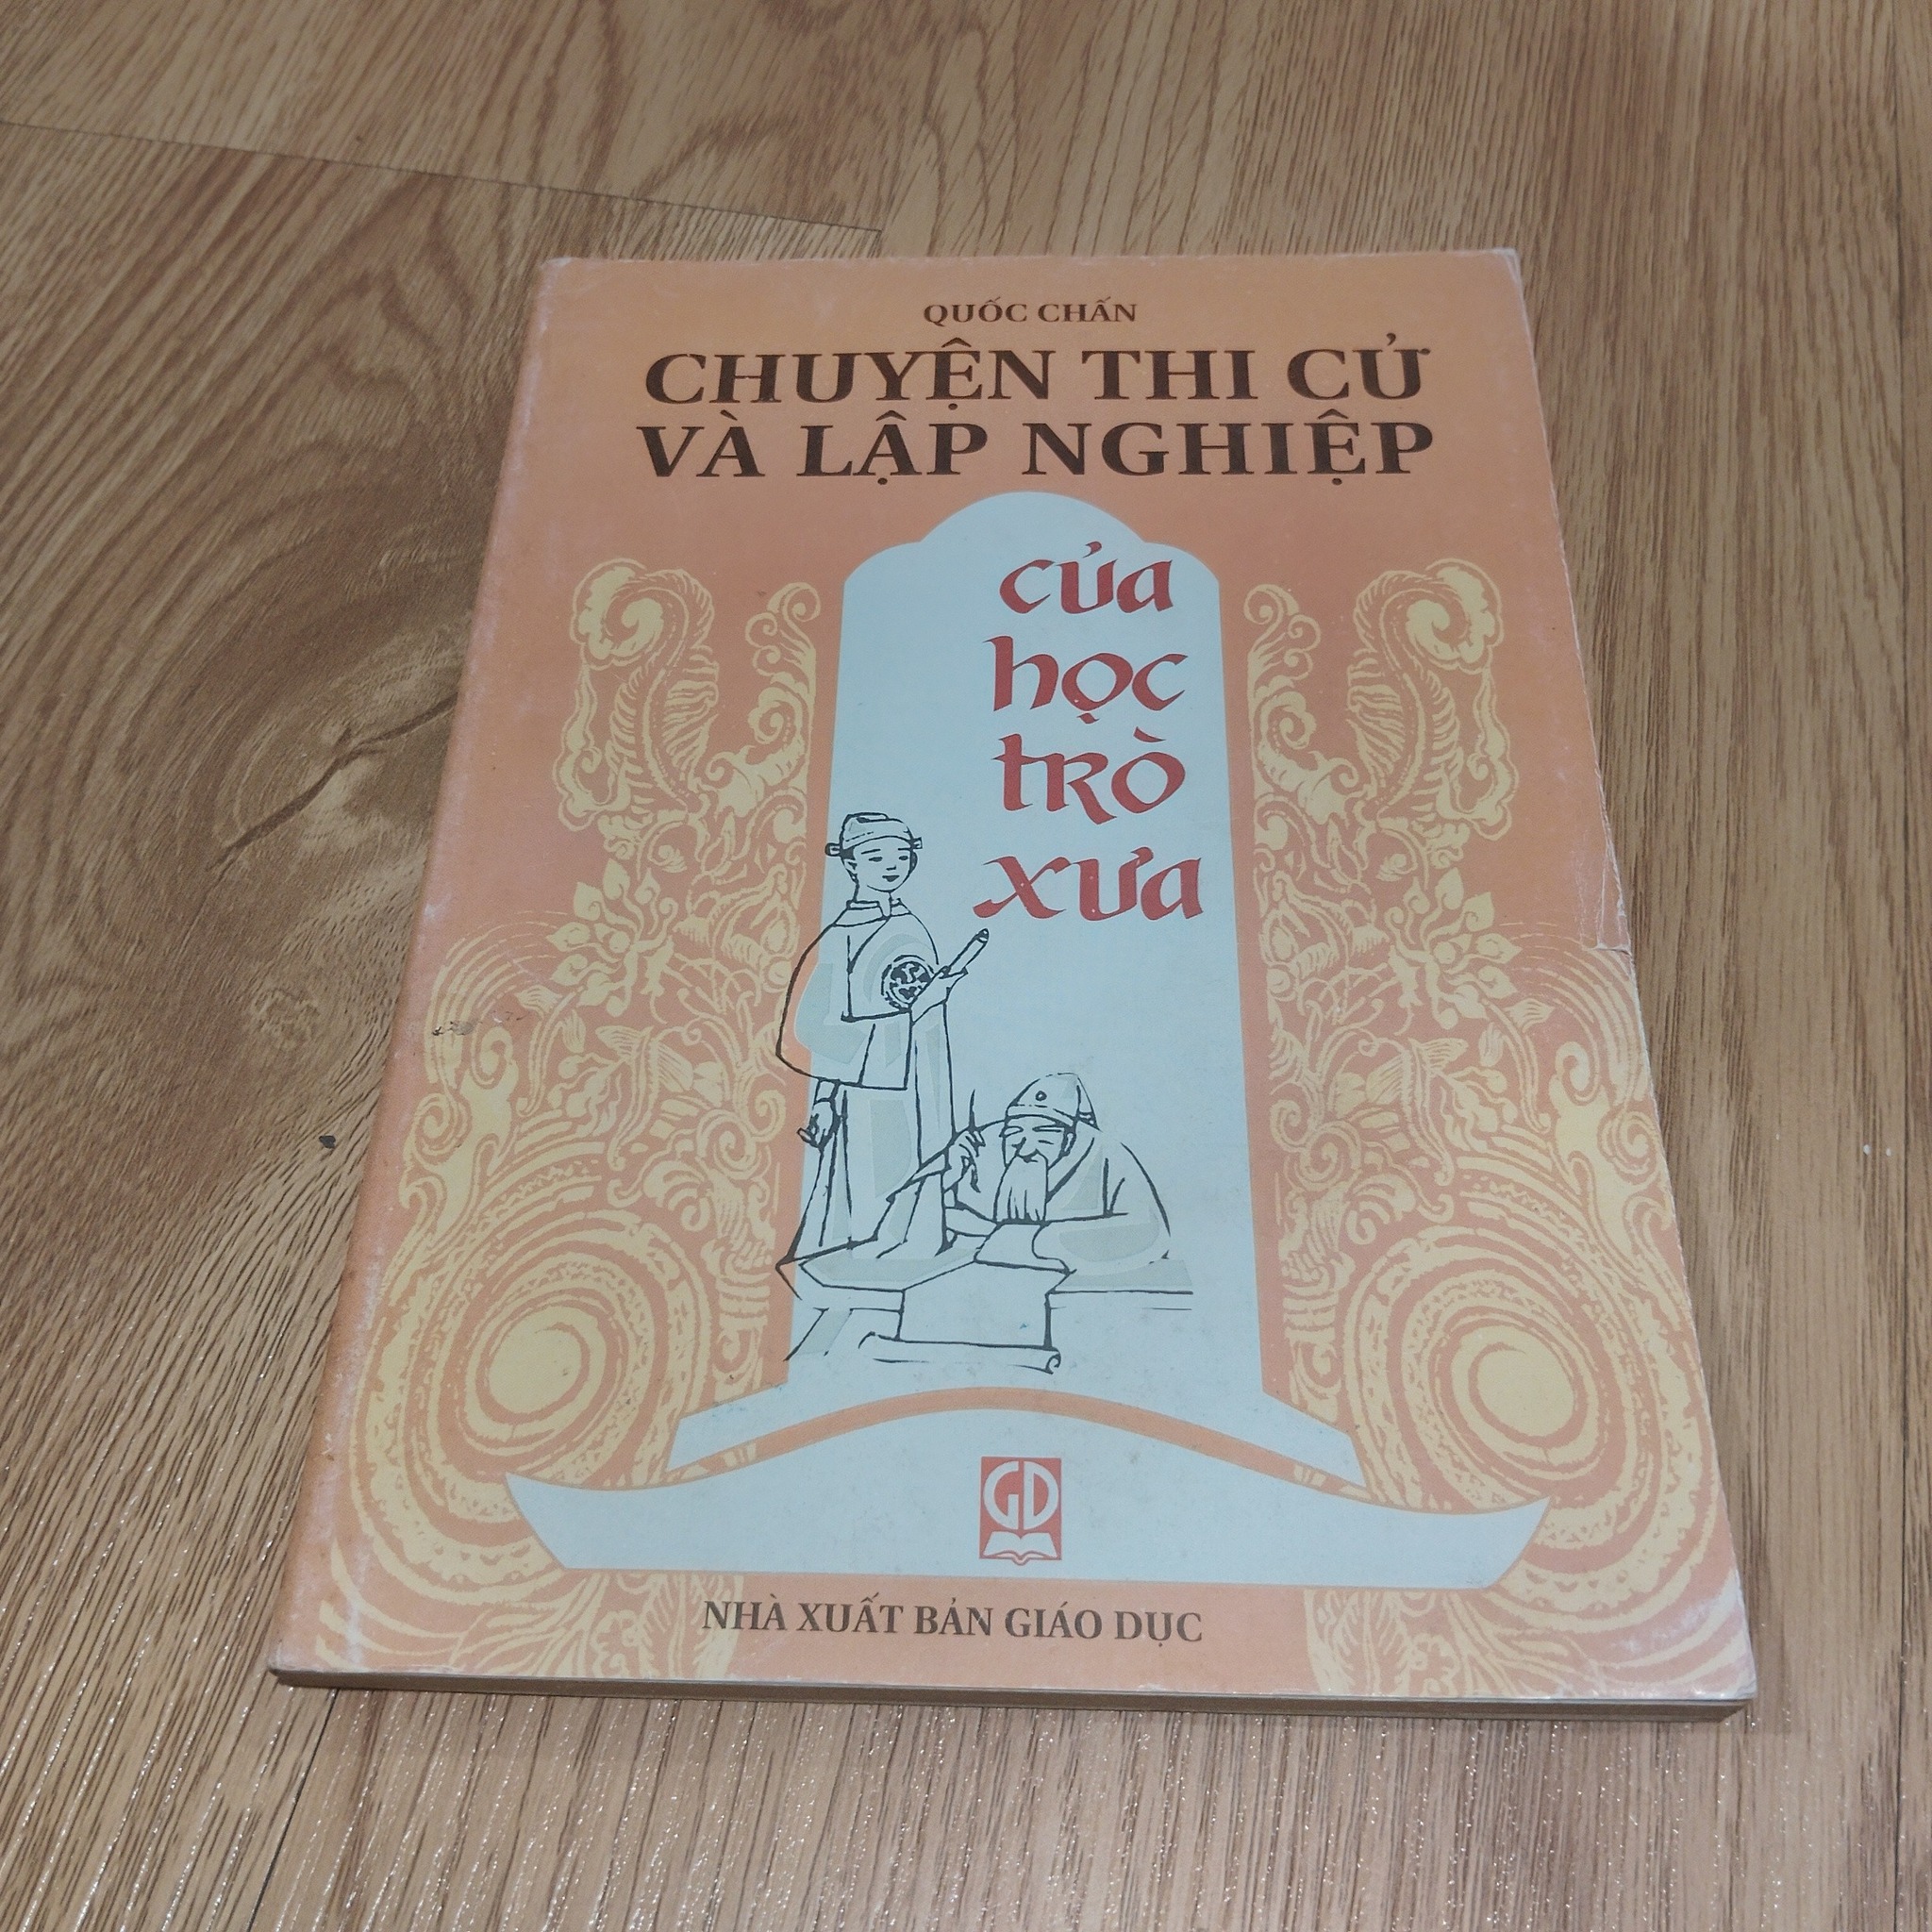 QUỐC CHẤN
CHUYỆN THI CỬ
VÀ LẬP NGHIỆP
của
học
tRò
xưa
GD
NHÀ XUẤT BẢN GIÁO DỤC